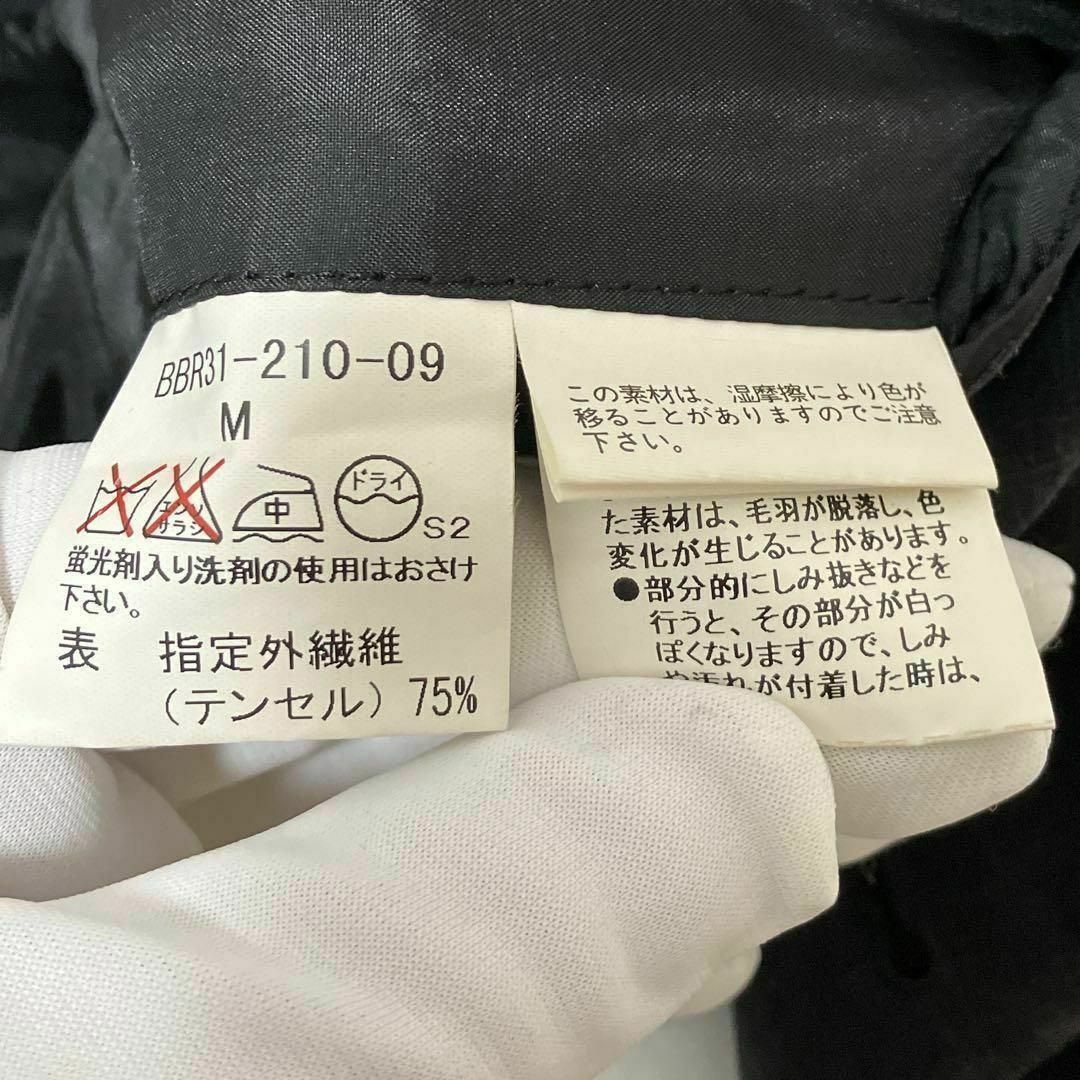 BBR31-210-09
M
エンソ
サラシ
中
ドライ
S2
蛍光剤入り洗剤の使用はおさけ
下さい。
表 指定外繊維
(テンセル) 75%
この素材は、湿摩擦により色が
移ることがありますのでご注意
下さい。
た素材は、毛羽が脱落し、色
変化が生じることがあります。
●部分的にしみ抜きなどを
行うと、その部分が白っ
ぽくなりますので、しみ
や汚れが付着した時は、